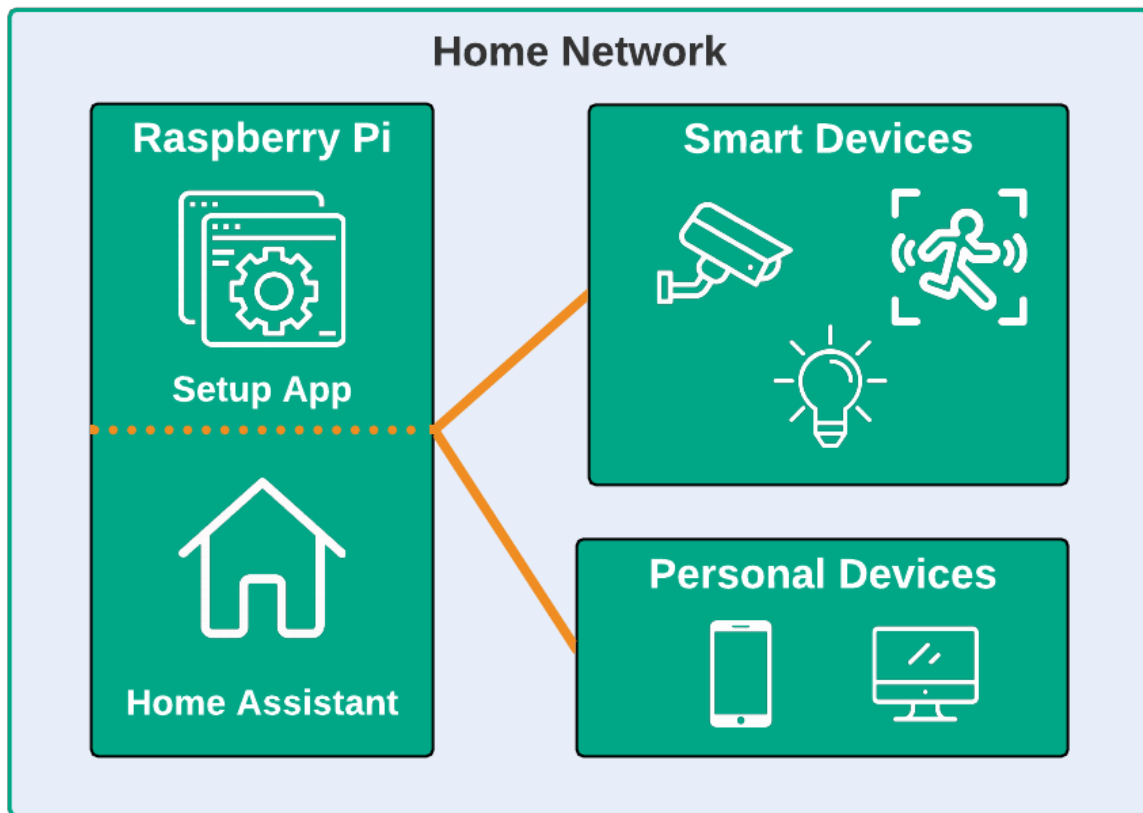 Home Network
Raspberry Pi
Setup App
Home Assistant
Smart Devices
Personal Devices